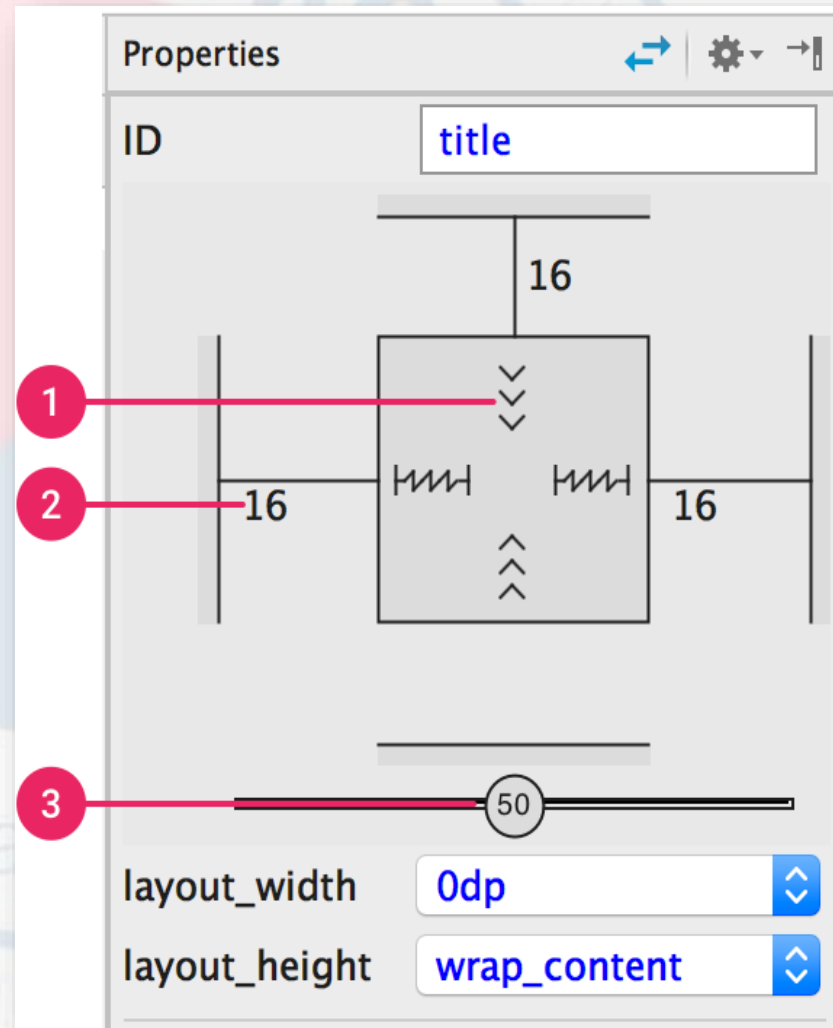 Properties
ID
title
16
1
2
16
16
3
50
layout_width
0dp
layout_height
wrap_content